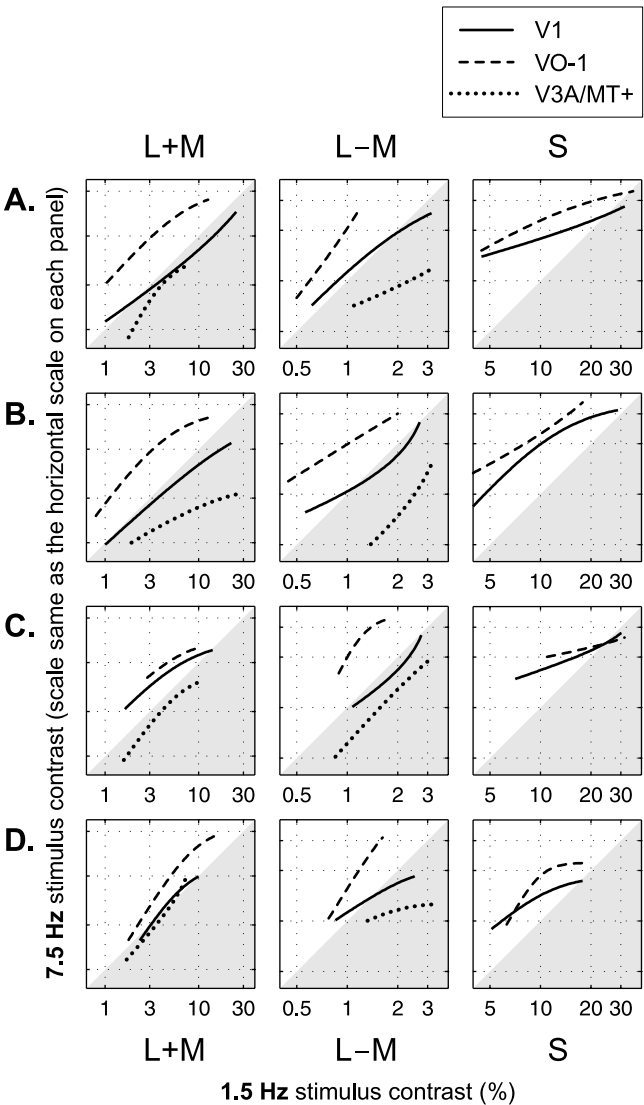 V1
VO-1
V3A/MT+
L+M L−M S
A.
1 3 10 30 0.5 1 2 3 5 10 20 30
B.
1 3 10 30 0.5 1 2 3 5 10 20 30
C.
1 3 10 30 0.5 1 2 3 5 10 20 30
D.
1 3 10 30 0.5 1 2 3 5 10 20 30
7.5 Hz stimulus contrast (scale same as the horizontal scale on each panel)
L+M L−M S
1.5 Hz stimulus contrast (%)